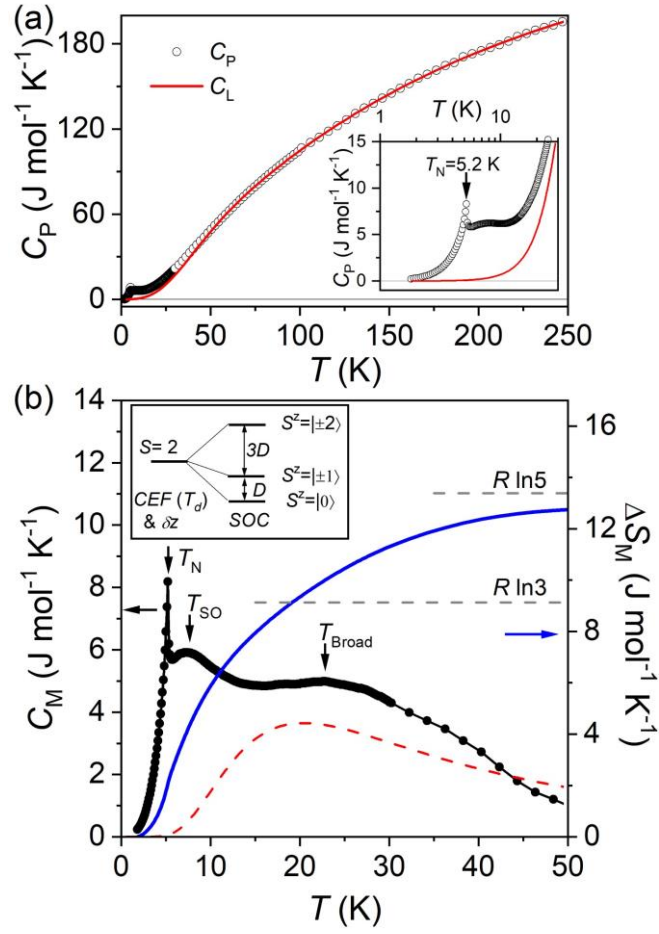 (a)
180
120
60
0
C_P (J mol⁻¹ K⁻¹)
C_P
C_L
1 T (K) 10
15
10
5
0
C_P (J mol⁻¹ K⁻¹)
T_N=5.2 K
0 50 100 150 200 250
T (K)
(b)
14
12
10
8
6
4
2
0
C_M (J mol⁻¹ K⁻¹)
S= 2
CEF (T_d)
& δz
SOC
3D
D
S^z=|±2⟩
S^z=|±1⟩
S^z=|0⟩
T_N
T_SO
T_Broad
R ln5
R ln3
16
12
8
4
0
ΔS_M (J mol⁻¹ K⁻¹)
0 10 20 30 40 50
T (K)